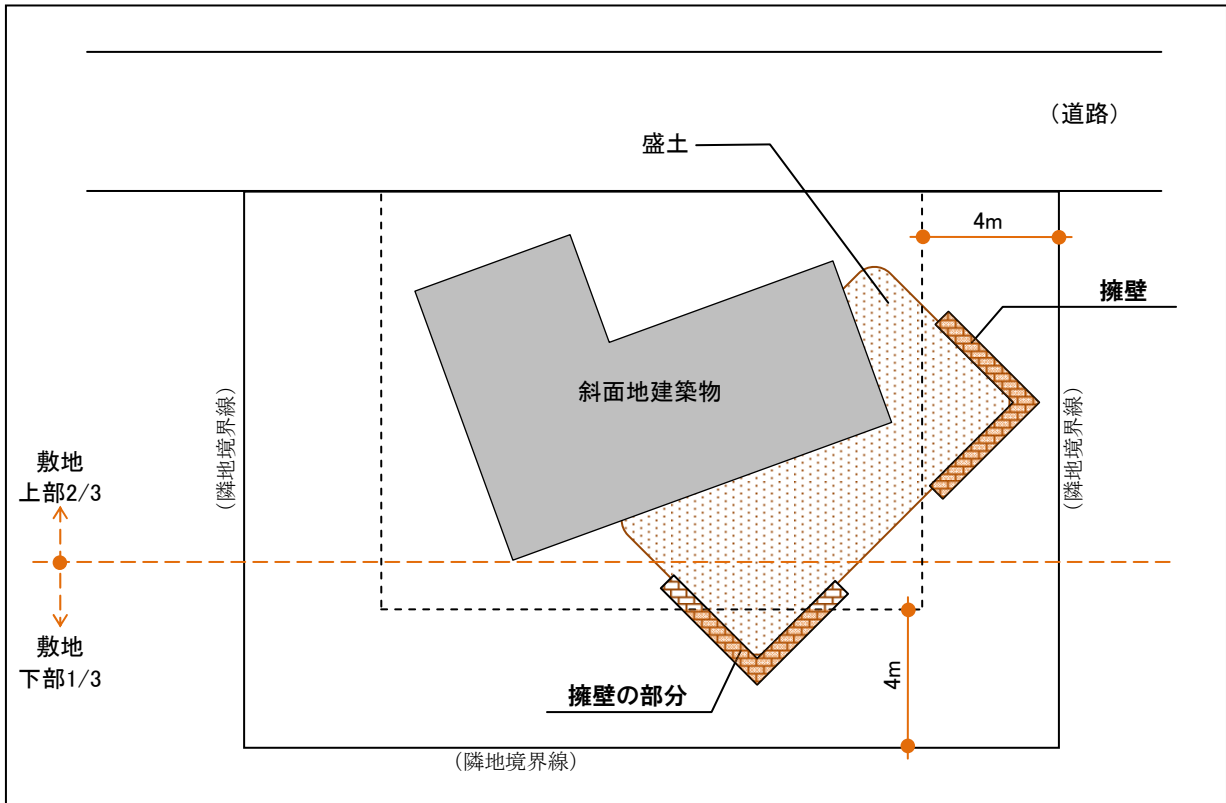 （道路）
盛土
4m
擁壁
斜面地建築物
（隣地境界線）
（隣地境界線）
敷地
上部2/3
敷地
下部1/3
4m
擁壁の部分
（隣地境界線）